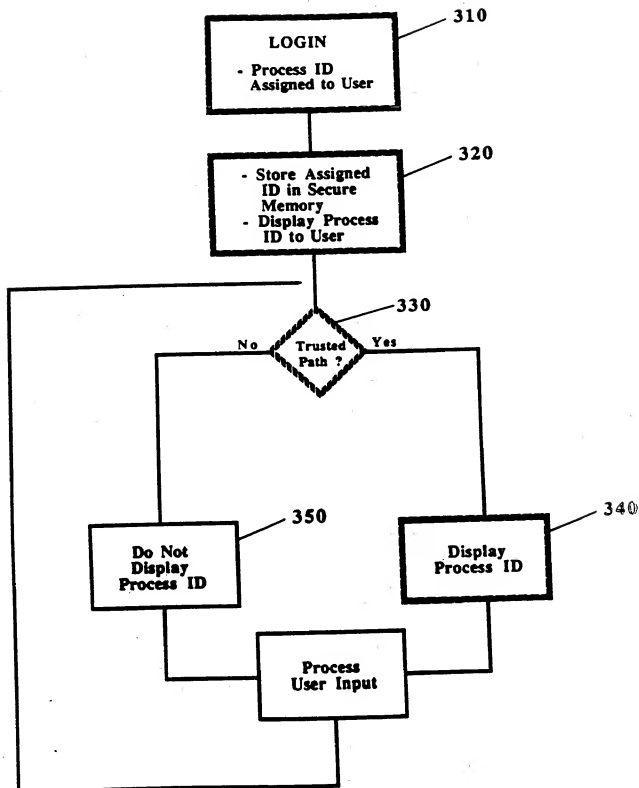 310
LOGIN
- Process ID
Assigned to User
320
- Store Assigned
ID in Secure
Memory
- Display Process
ID to User
330
No
Trusted
Path ?
Yes
350
Do Not
Display
Process ID
340
Display
Process ID
Process
User Input